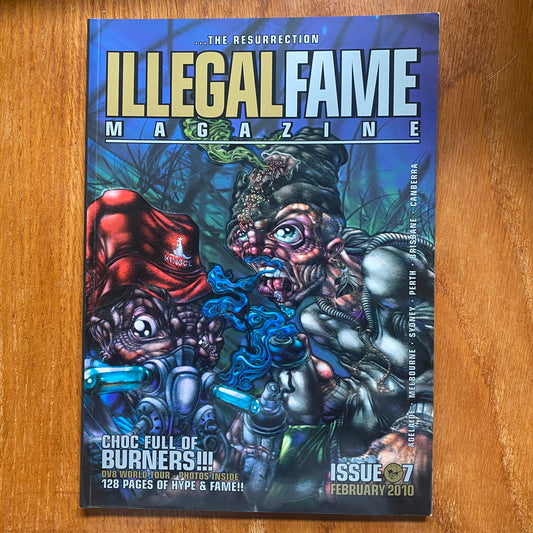 ...THE RESURRECTION
ILLEGALFAME
MAGAZINE
KANGOL
ADELAIDE · MELBOURNE · SYDNEY · PERTH · BRISBANE · CANBERRA
CHOC FULL OF
BURNERS!!!
DV8 WORLD TOUR - PHOTOS INSIDE
128 PAGES OF HYPE & FAME!!
ISSUE 7
FEBRUARY 2010